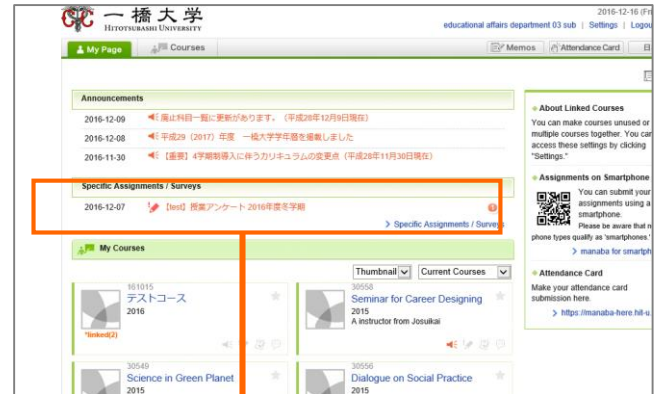 一橋大学
HITOTSUBASHI UNIVERSITY
2016-12-16 (Fri
educational affairs department 03 sub | Settings | Logou
My Page
Courses
Memos
Attendance Card
Announcements
2016-12-09 廃止科目一覧に更新があります。（平成28年12月9日現在）
2016-12-08 平成29（2017）年度 一橋大学学年暦を掲載しました
2016-11-30 【重要】4学期制導入に伴うカリキュラムの変更点（平成28年11月30日現在）
Specific Assignments / Surveys
2016-12-07 【test】授業アンケート 2016年度冬学期
Specific Assignments / Surveys
My Courses
Thumbnail
Current Courses
161015
テストコース
2016
*linked(2)
30558
Seminar for Career Designing
2015
A instructor from Josuikai
30549
Science in Green Planet
2015
30556
Dialogue on Social Practice
2015
About Linked Courses
You can make courses unused or
multiple courses together. You can
access these settings by clicking
"Settings."
Assignments on Smartphone
You can submit your
assignments using a
smartphone.
Please be aware that n
phone types qualify as 'smartphones.'
manaba for smartph
Attendance Card
Make your attendance card
submission here.
https://manaba-here.hit-u.